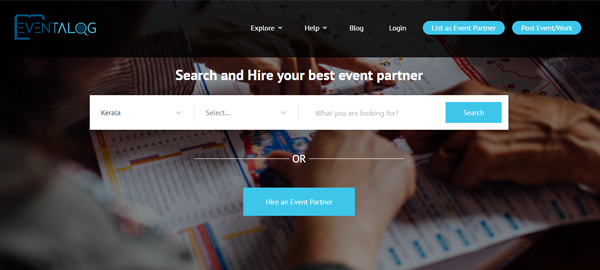 EVENTALOG
Explore Help Blog Login List as Event Partner Post Event/Work
Search and Hire your best event partner
Kerala Select... What you are looking for? Search
OR
Hire an Event Partner